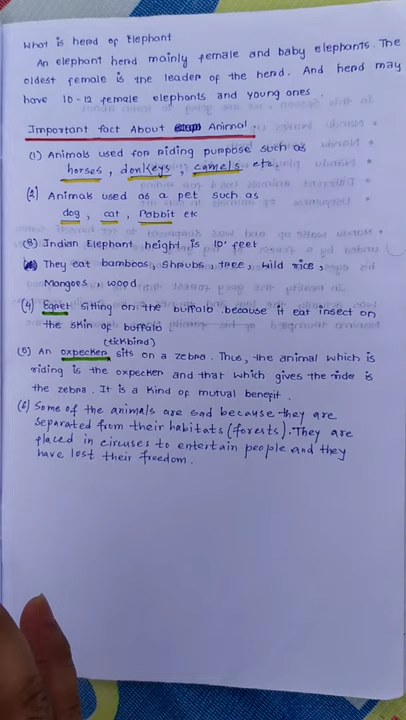 What is herd of Elephant
An elephant herd mainly female and baby elephants. The
oldest female is the leader of the herd. And herd may
have 10-12 female elephants and young ones.
Important fact About Animal.
(1) Animals used for riding purpose such as
horses, donkeys, camels etc.
(2) Animals used as a pet such as
dog, cat, Rabbit etc
(3) Indian Elephant height is 10' feet
They eat bamboos, shrubs, tree, wild rice,
Mangoes, wood
(4) Egret sitting on the buffalo because it eat insect on
the skin of buffalo.
(tickbird)
(5) An oxpecker sits on a zebra. Thus, the animal which is
riding is the oxpecker and that which gives the ride is
the zebra. It is a kind of mutual benefit.
(6) Some of the animals are sad because they are
separated from their habitats (forests). They are
placed in circuses to entertain people and they
have lost their freedom.